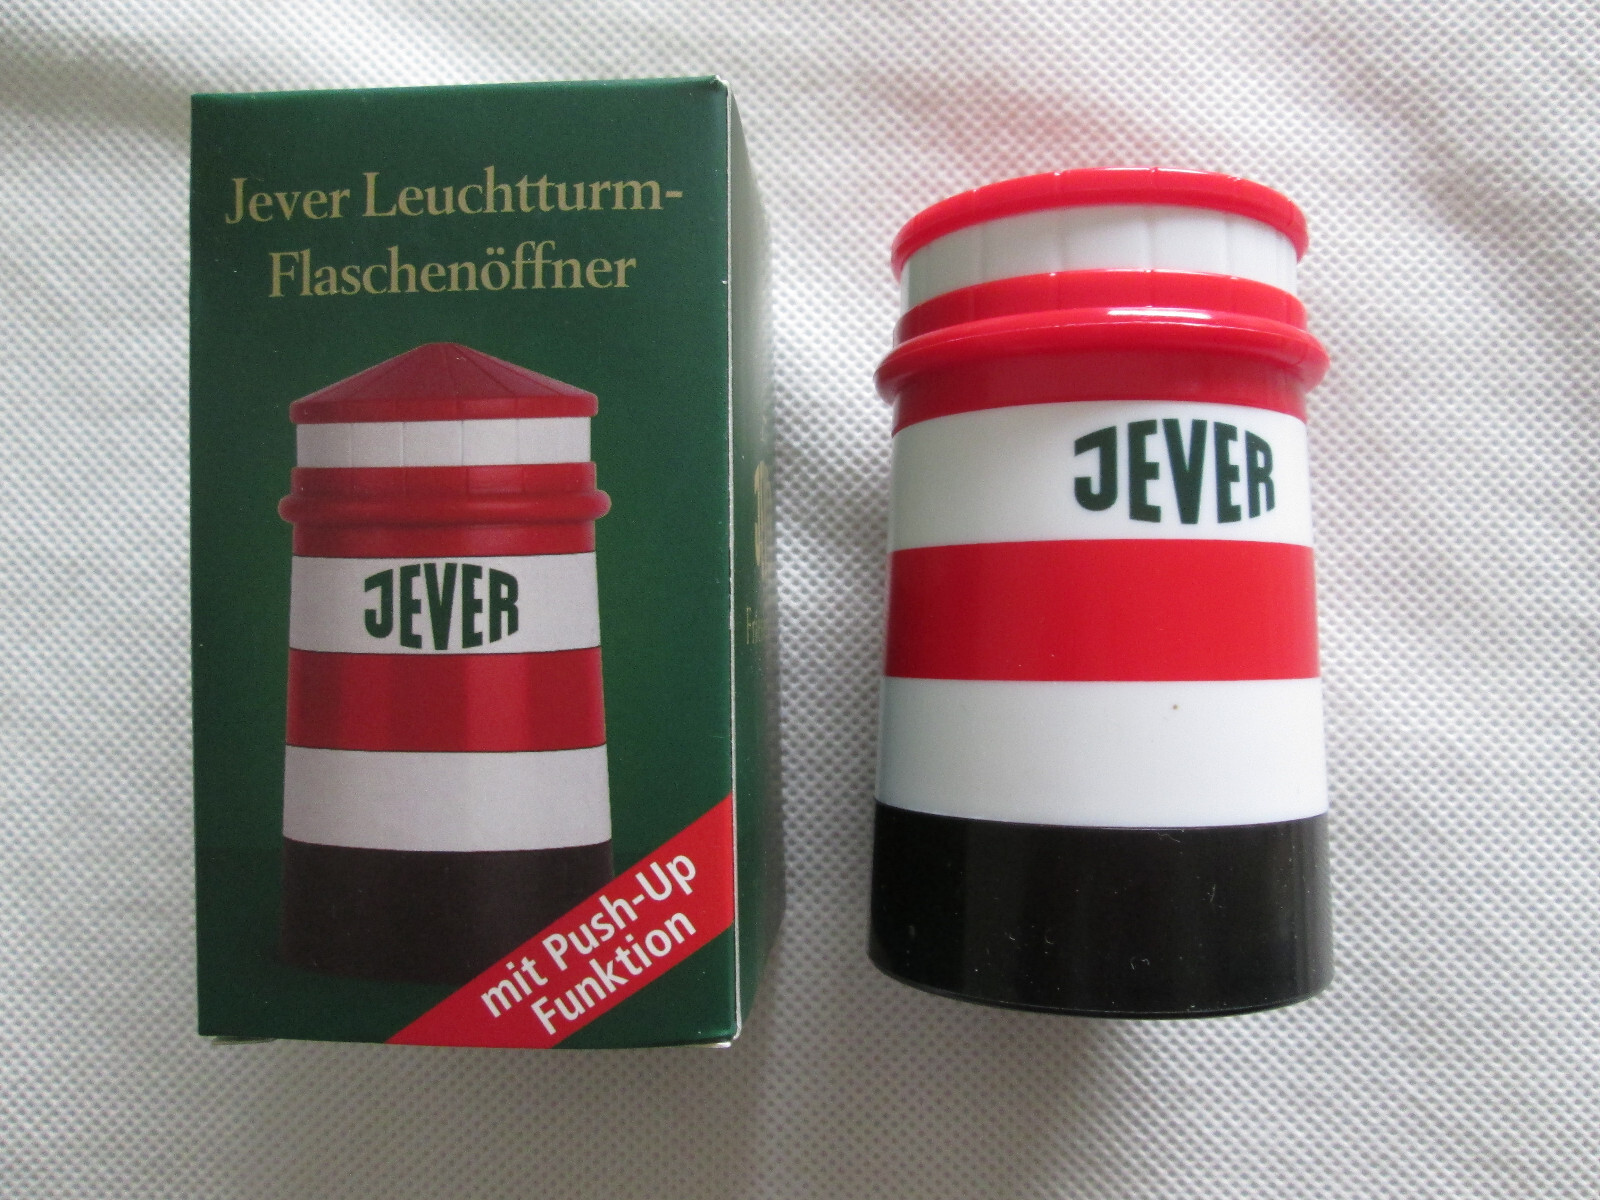 Jever Leuchtturm-
Flaschenöffner
JEVER
mit Push-Up
Funktion
JEVER